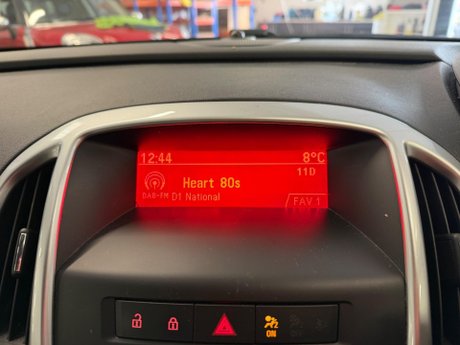 12:44 8°C
11D
Heart 80s
DAB-FM D1 National
FAV 1
ON